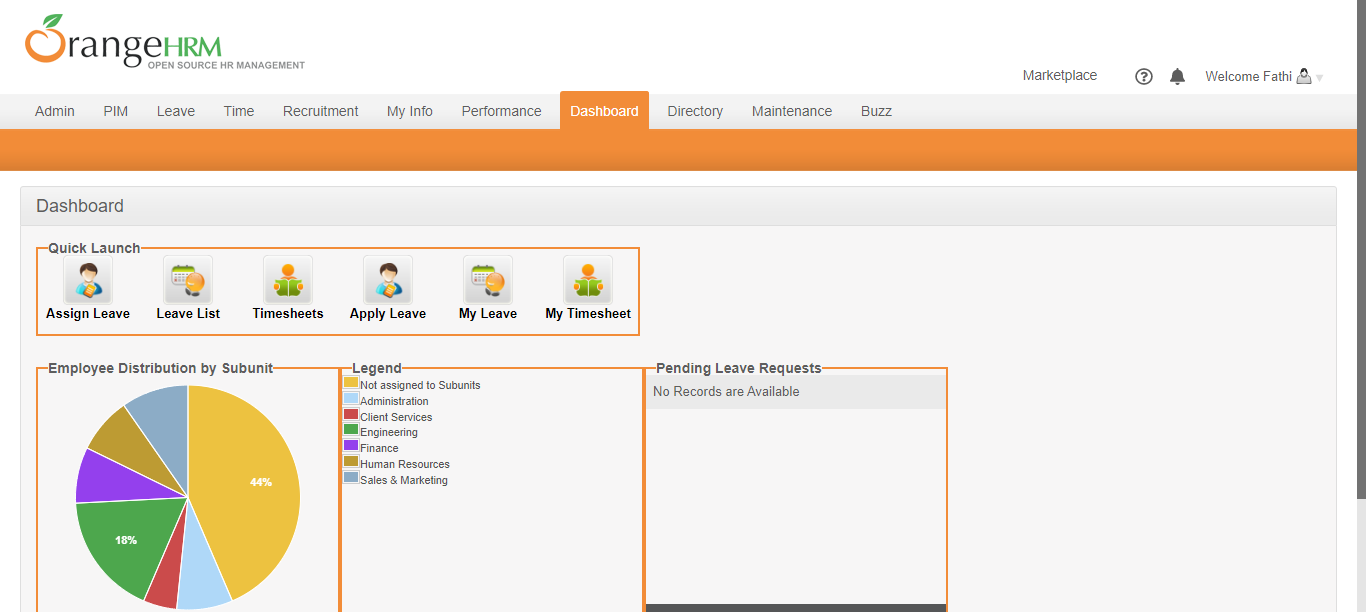 rangeHRM
OPEN SOURCE HR MANAGEMENT
Marketplace
?
Welcome Fathi
Admin PIM Leave Time Recruitment My Info Performance Dashboard Directory Maintenance Buzz
Dashboard
Quick Launch
Assign Leave Leave List Timesheets Apply Leave My Leave My Timesheet
Employee Distribution by Subunit
44%
18%
Legend
Not assigned to Subunits
Administration
Client Services
Engineering
Finance
Human Resources
Sales & Marketing
Pending Leave Requests
No Records are Available